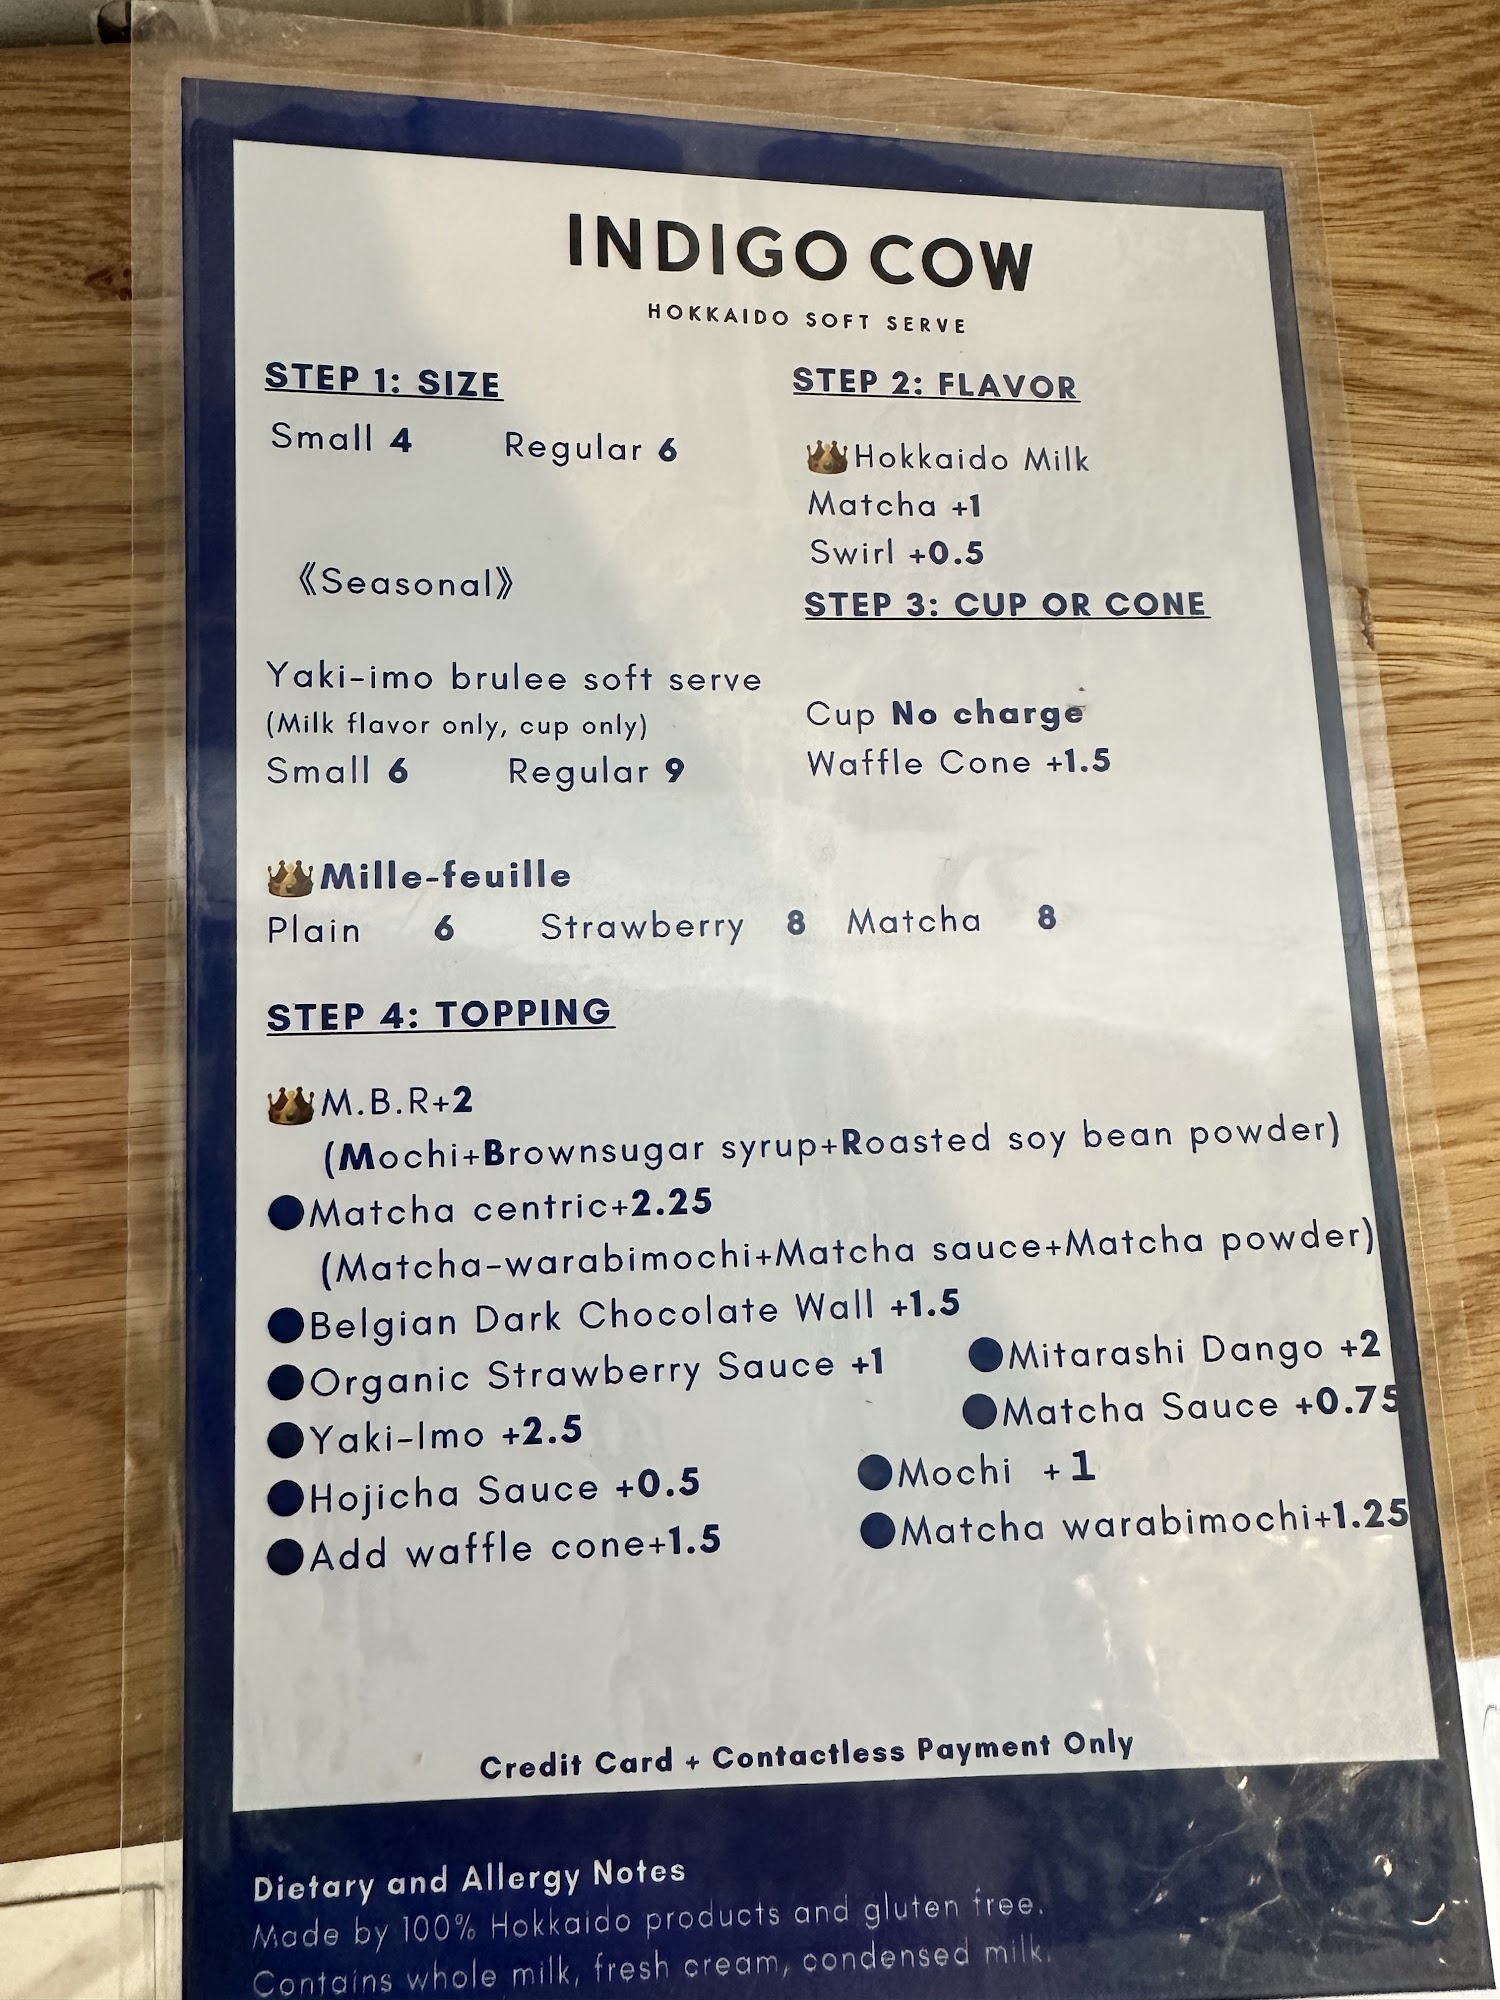 INDIGO COW
HOKKAIDO SOFT SERVE
STEP 1: SIZE
Small 4 Regular 6
《Seasonal》
Yaki-imo brulee soft serve
(Milk flavor only, cup only)
Small 6 Regular 9
STEP 2: FLAVOR
Hokkaido Milk
Matcha +1
Swirl +0.5
STEP 3: CUP OR CONE
Cup No charge
Waffle Cone +1.5
Mille-feuille
Plain 6 Strawberry 8 Matcha 8
STEP 4: TOPPING
M.B.R+2
(Mochi+Brownsugar syrup+Roasted soy bean powder)
●Matcha centric+2.25
(Matcha-warabimochi+Matcha sauce+Matcha powder)
●Belgian Dark Chocolate Wall +1.5
●Organic Strawberry Sauce +1 ●Mitarashi Dango +2
●Yaki-Imo +2.5 ●Matcha Sauce +0.75
●Hojicha Sauce +0.5 ●Mochi +1
●Add waffle cone+1.5 ●Matcha warabimochi+1.25
Credit Card + Contactless Payment Only
Dietary and Allergy Notes
Made by 100% Hokkaido products and gluten free.
Contains whole milk, fresh cream, condensed milk.